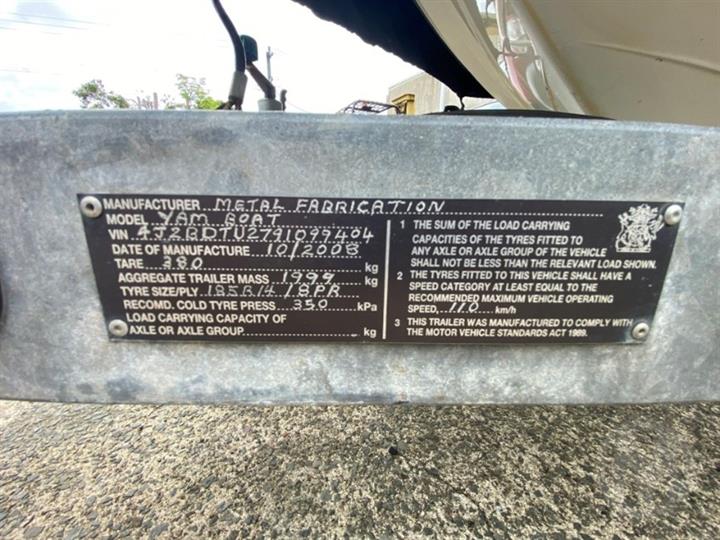 MANUFACTURER METAL FABRICATION
MODEL YAM BOAT
VIN
DATE OF MANUFACTURE 10/2008
TARE 380 kg
AGGREGATE TRAILER MASS 1999 kg
TYRE SIZE/PLY 185R14/8PR
RECOMD. COLD TYRE PRESS 350 kPa
LOAD CARRYING CAPACITY OF
AXLE OR AXLE GROUP kg
1 THE SUM OF THE LOAD CARRYING
CAPACITIES OF THE TYRES FITTED TO
ANY AXLE OR AXLE GROUP OF THE VEHICLE
SHALL NOT BE LESS THAN THE RELEVANT LOAD SHOWN.
2 THE TYRES FITTED TO THIS VEHICLE SHALL HAVE A
SPEED CATEGORY AT LEAST EQUAL TO THE
RECOMMENDED MAXIMUM VEHICLE OPERATING
SPEED, 110 km/h
3 THIS TRAILER WAS MANUFACTURED TO COMPLY WITH
THE MOTOR VEHICLE STANDARDS ACT 1989.